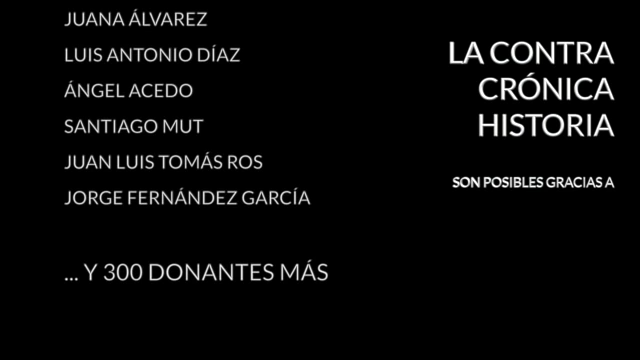 JUANA ÁLVAREZ
LUIS ANTONIO DÍAZ
ÁNGEL ACEDO
SANTIAGO MUT
JUAN LUIS TOMÁS ROS
JORGE FERNÁNDEZ GARCÍA
... Y 300 DONANTES MÁS
LA CONTRA
CRÓNICA
HISTORIA
SON POSIBLES GRACIAS A